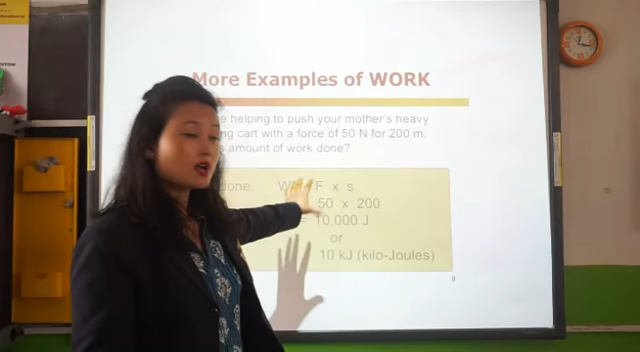 More Examples of WORK
helping to push your mother's heavy
cart with a force of 50 N for 200 m.
amount of work done?
done, F x s
50 x 200
= 10,000 J
or
10 kJ (kilo-Joules)
9